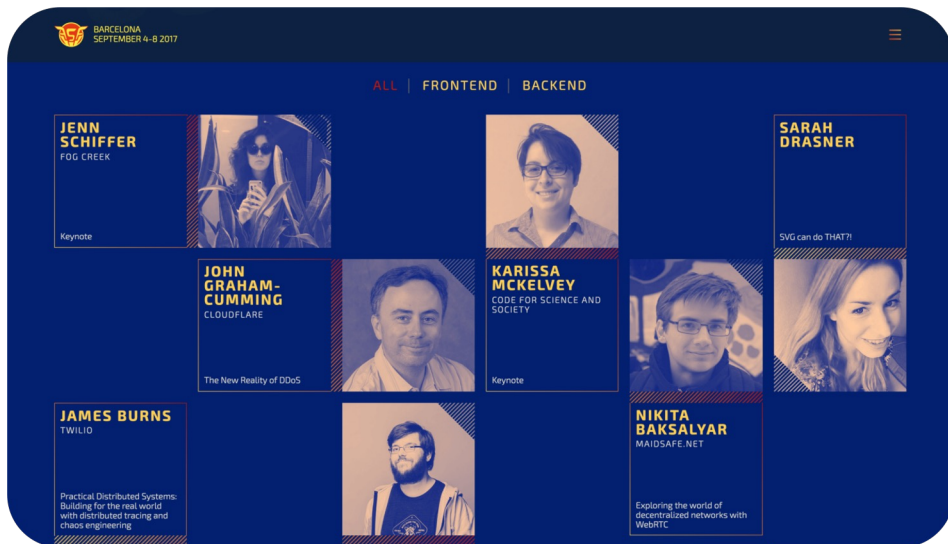 BARCELONA
SEPTEMBER 4-8 2017
ALL | FRONTEND | BACKEND
JENN
SCHIFFER
FOG CREEK
Keynote
SARAH
DRASNER
SVG can do THAT?!
JOHN
GRAHAM-
CUMMING
CLOUDFLARE
The New Reality of DDoS
KARISSA
MCKELVEY
CODE FOR SCIENCE AND
SOCIETY
Keynote
JAMES BURNS
TWILIO
Practical Distributed Systems:
Building for the real world
with distributed tracing and
chaos engineering
NIKITA
BAKSALYAR
MAIDSAFE.NET
Exploring the world of
decentralized networks with
WebRTC